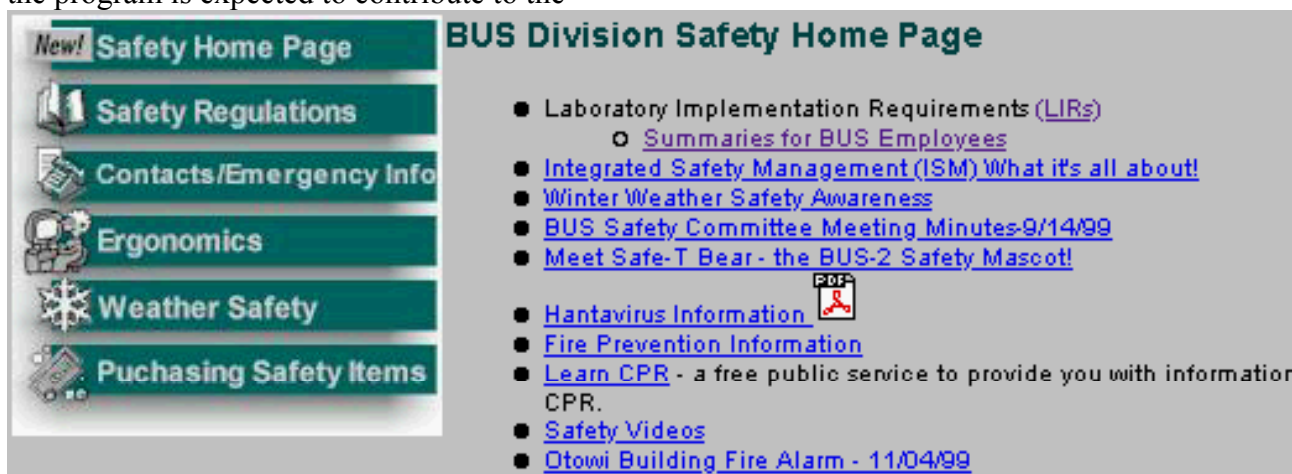 the program is expected to contribute to the
New! Safety Home Page
Safety Regulations
Contacts/Emergency Info
Ergonomics
Weather Safety
Puchasing Safety Items
BUS Division Safety Home Page
Laboratory Implementation Requirements (LIRs)
Summaries for BUS Employees
Integrated Safety Management (ISM) What it's all about!
Winter Weather Safety Awareness
BUS Safety Committee Meeting Minutes-9/14/99
Meet Safe-T Bear - the BUS-2 Safety Mascot!
PDF
Hantavirus Information
Fire Prevention Information
Learn CPR - a free public service to provide you with information
CPR.
Safety Videos
Otowi Building Fire Alarm - 11/04/99